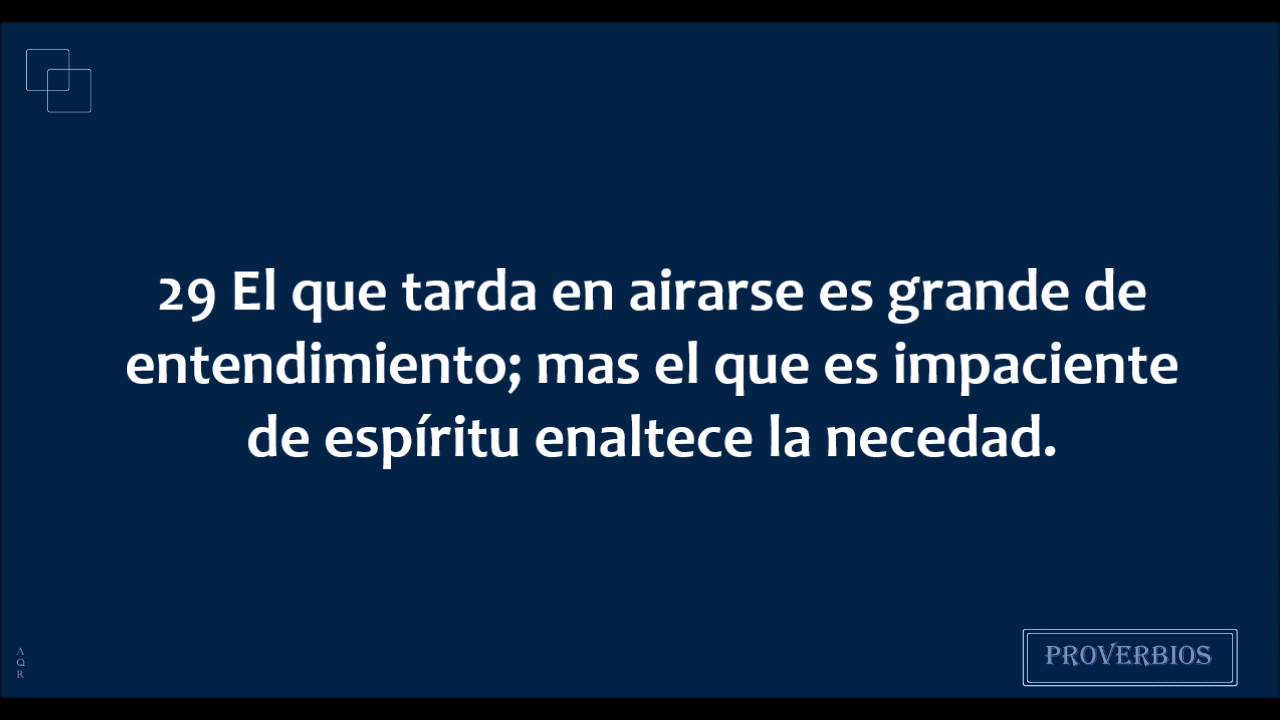 29 El que tarda en airarse es grande de
entendimiento; mas el que es impaciente
de espíritu enaltece la necedad.
PROVERBIOS
A
Q
R